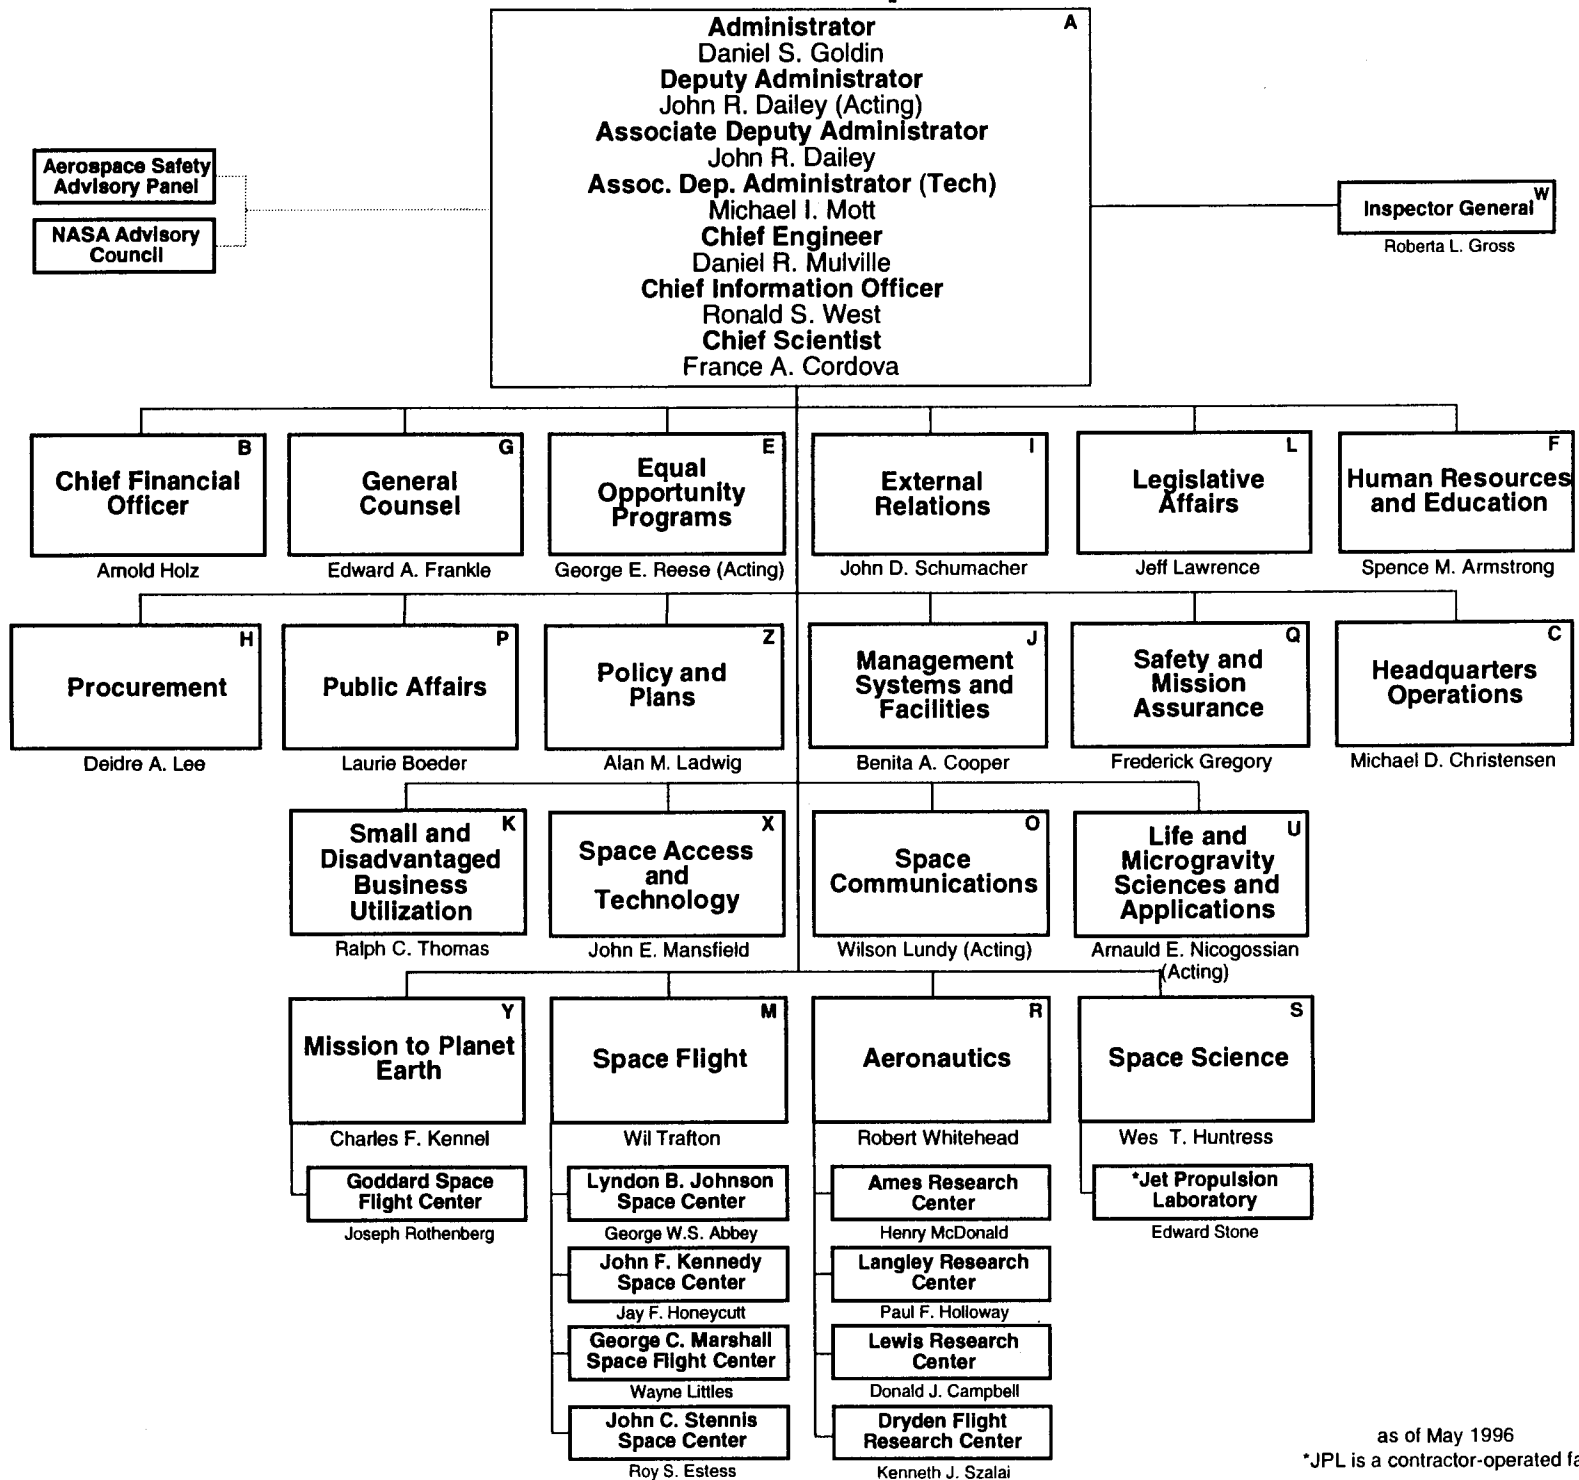 Administrator
A
Daniel S. Goldin
Deputy Administrator
John R. Dailey (Acting)
Associate Deputy Administrator
John R. Dailey
Assoc. Dep. Administrator (Tech)
Michael I. Mott
Chief Engineer
Daniel R. Mulville
Chief Information Officer
Ronald S. West
Chief Scientist
France A. Cordova
Aerospace Safety
Advisory Panel
NASA Advisory
Council
Inspector General W
Roberta L. Gross
B
Chief Financial
Officer
Arnold Holz
G
General
Counsel
Edward A. Frankle
E
Equal
Opportunity
Programs
George E. Reese (Acting)
I
External
Relations
John D. Schumacher
L
Legislative
Affairs
Jeff Lawrence
F
Human Resources
and Education
Spence M. Armstrong
H
Procurement
Deidre A. Lee
P
Public Affairs
Laurie Boeder
Z
Policy and
Plans
Alan M. Ladwig
J
Management
Systems and
Facilities
Benita A. Cooper
Q
Safety and
Mission
Assurance
Frederick Gregory
C
Headquarters
Operations
Michael D. Christensen
K
Small and
Disadvantaged
Business
Utilization
Ralph C. Thomas
X
Space Access
and
Technology
John E. Mansfield
O
Space
Communications
Wilson Lundy (Acting)
U
Life and
Microgravity
Sciences and
Applications
Arnauld E. Nicogossian
(Acting)
Y
Mission to Planet
Earth
Charles F. Kennel
Goddard Space
Flight Center
Joseph Rothenberg
M
Space Flight
Wil Trafton
Lyndon B. Johnson
Space Center
George W.S. Abbey
John F. Kennedy
Space Center
Jay F. Honeycutt
George C. Marshall
Space Flight Center
Wayne Littles
John C. Stennis
Space Center
Roy S. Estess
R
Aeronautics
Robert Whitehead
Ames Research
Center
Henry McDonald
Langley Research
Center
Paul F. Holloway
Lewis Research
Center
Donald J. Campbell
Dryden Flight
Research Center
Kenneth J. Szalai
S
Space Science
Wes T. Huntress
*Jet Propulsion
Laboratory
Edward Stone
as of May 1996
*JPL is a contractor-operated